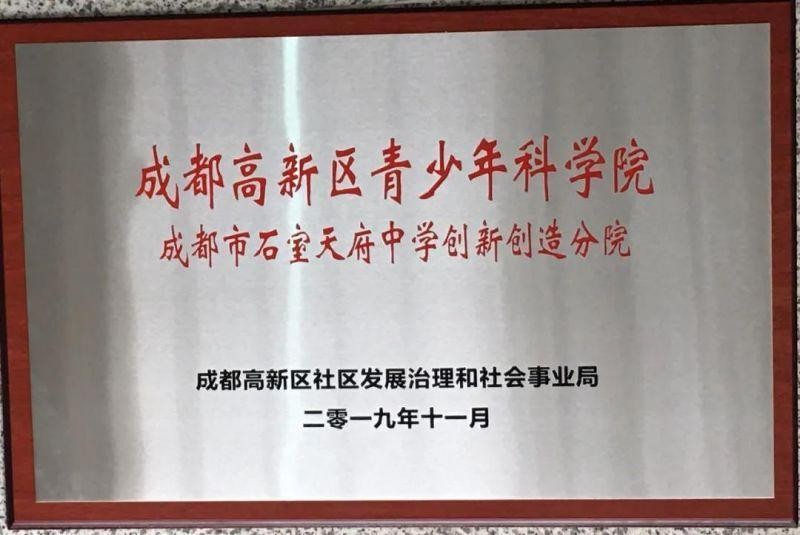 成都高新区青少年科学院
成都市石室天府中学创新创造分院
成都高新区社区发展治理和社会事业局
二零一九年十一月